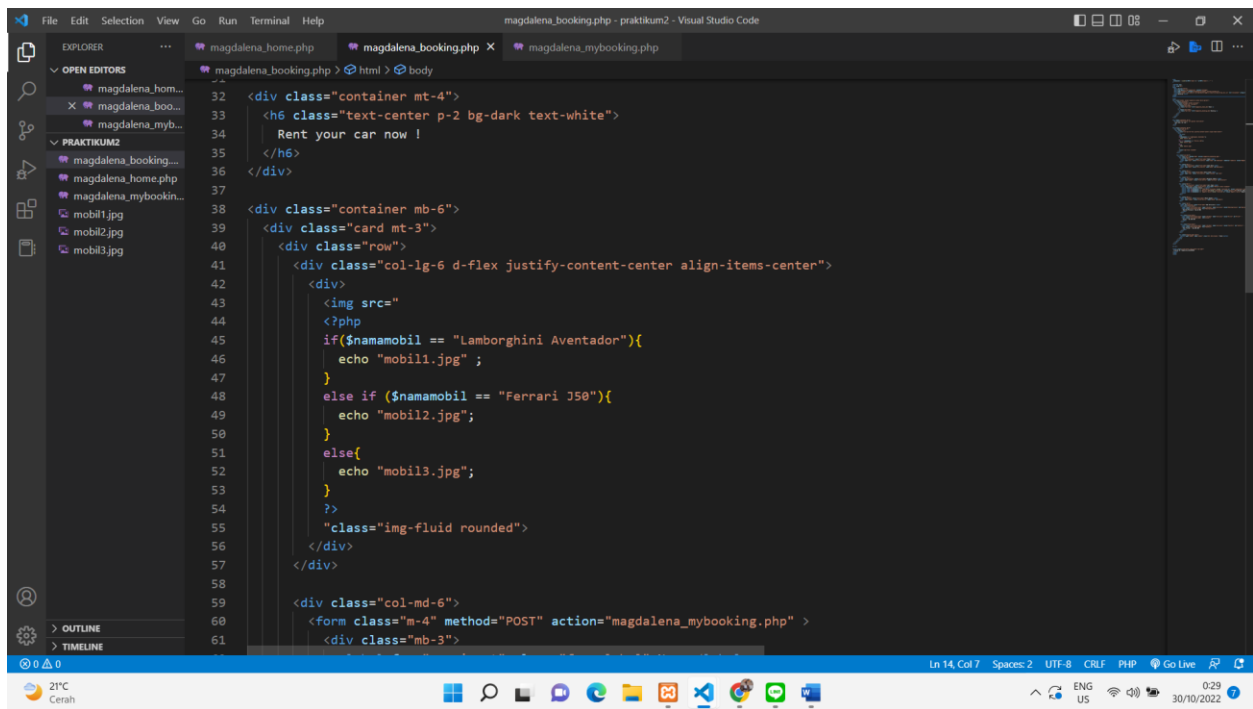 File Edit Selection View Go Run Terminal Help
magdalena_booking.php - praktikum2 - Visual Studio Code
EXPLORER ...
magdalena_home.php magdalena_booking.php magdalena_mybooking.php
OPEN EDITORS
magdalena_hom...
magdalena_boo...
magdalena_myb...
PRAKTIKUM2
magdalena_booking....
magdalena_home.php
magdalena_mybookin...
mobil1.jpg
mobil2.jpg
mobil3.jpg
OUTLINE
TIMELINE
magdalena_booking.php > html > body
32 <div class="container mt-4">
33 <h6 class="text-center p-2 bg-dark text-white">
34 Rent your car now !
35 </h6>
36 </div>
37
38 <div class="container mb-6">
39 <div class="card mt-3">
40 <div class="row">
41 <div class="col-lg-6 d-flex justify-content-center align-items-center">
42 <div>
43 <img src="
44 <?php
45 if($namamobil == "Lamborghini Aventador"){
46 echo "mobil1.jpg" ;
47 }
48 else if ($namamobil == "Ferrari J50"){
49 echo "mobil2.jpg";
50 }
51 else{
52 echo "mobil3.jpg";
53 }
54 ?>
55 "class="img-fluid rounded">
56 </div>
57 </div>
58
59 <div class="col-md-6">
60 <form class="m-4" method="POST" action="magdalena_mybooking.php" >
61 <div class="mb-3">
0 0
Ln 14, Col 7 Spaces: 2 UTF-8 CRLF PHP Go Live
21°C
Cerah
ENG
US
0:29
30/10/2022
7